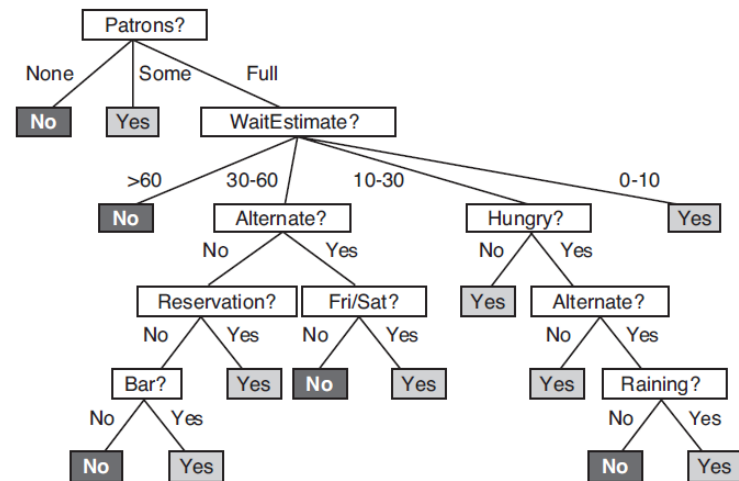 Patrons?
None Some Full
No Yes WaitEstimate?
>60 30-60 10-30 0-10
No Alternate? Hungry? Yes
No Yes No Yes
Reservation? Fri/Sat? Yes Alternate?
No Yes No Yes No Yes
Bar? Yes No Yes Yes Raining?
No Yes No Yes
No Yes No Yes